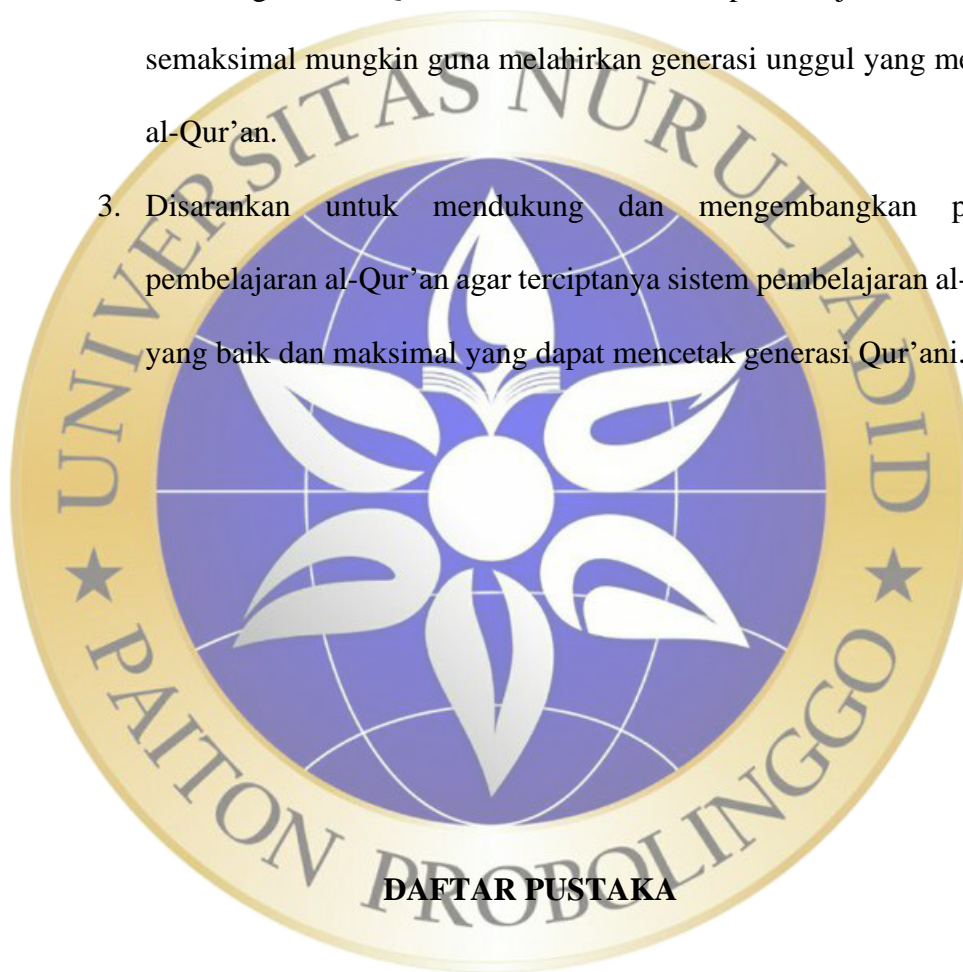 semaksimal mungkin guna melahirkan generasi unggul yang
al-Qur’an.
3. Disarankan untuk mendukung dan mengembangkan
pembelajaran al-Qur’an agar terciptanya sistem pembelajaran
yang baik dan maksimal yang dapat mencetak generasi Qur’ani.
DAFTAR PUSTAKA
UNIVERSITAS NURUL JADID
★ PAITON PROBOLINGGO ★